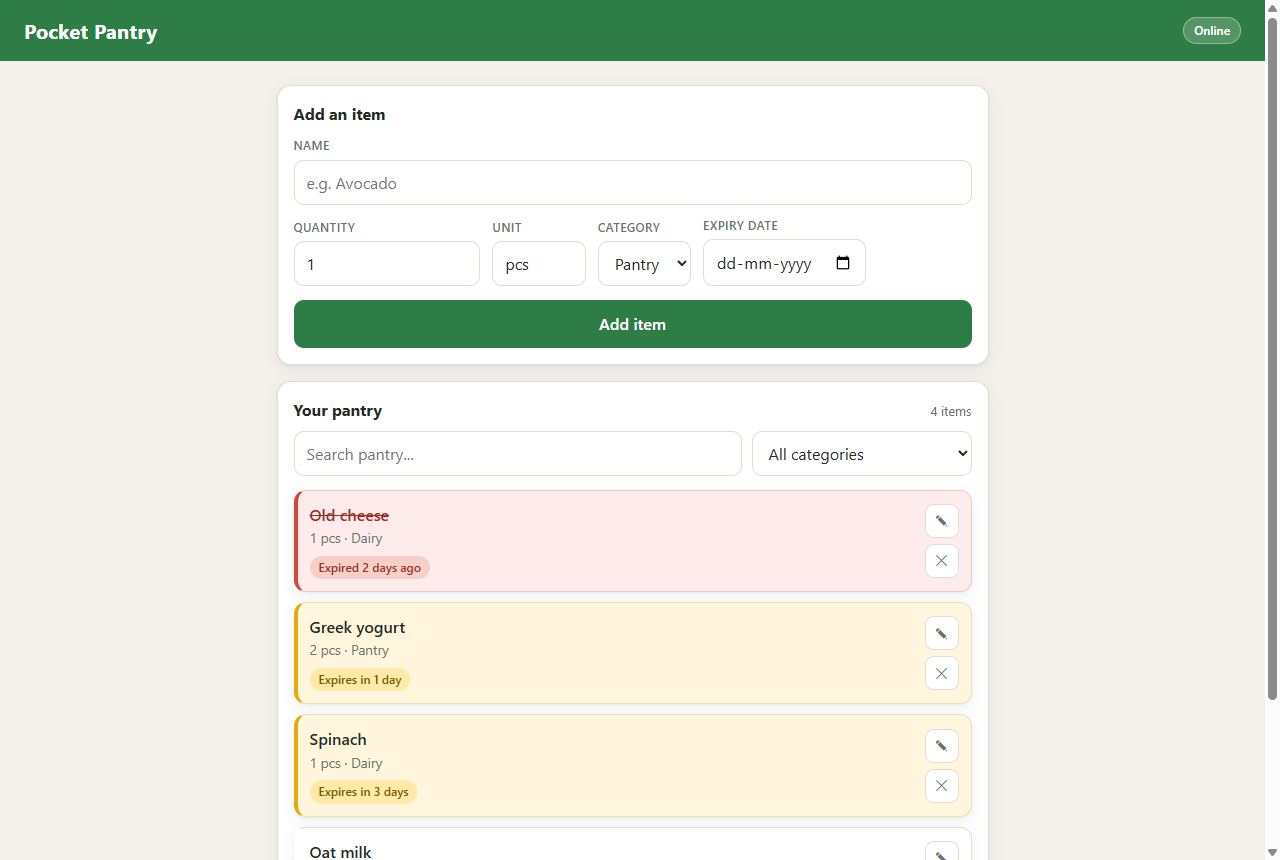 Pocket Pantry
Online
Add an item
NAME
e.g. Avocado
QUANTITY UNIT CATEGORY EXPIRY DATE
1 pcs Pantry dd-mm-yyyy
Add item
Your pantry
4 items
Search pantry...
All categories
Old cheese
1 pcs · Dairy
Expired 2 days ago
Greek yogurt
2 pcs · Pantry
Expires in 1 day
Spinach
1 pcs · Dairy
Expires in 3 days
Oat milk